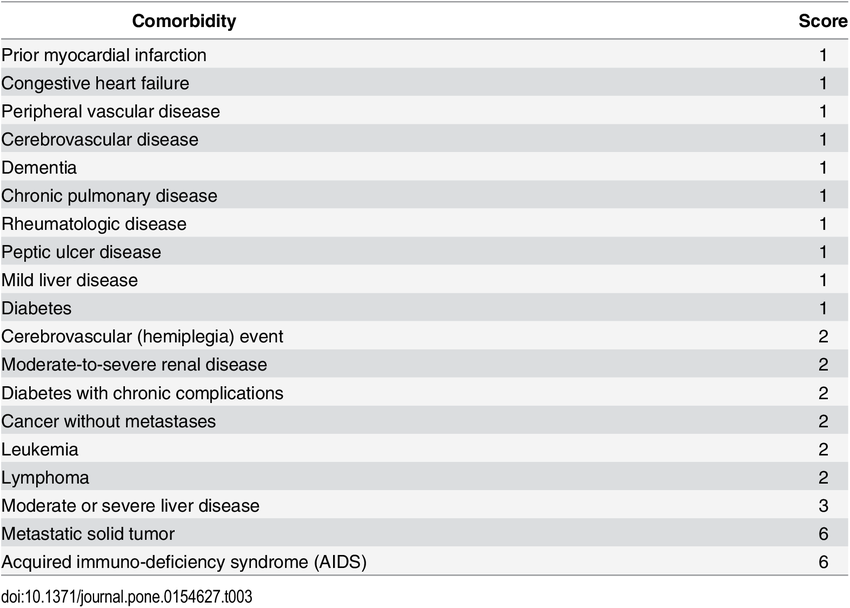 Comorbidity Score
Prior myocardial infarction 1
Congestive heart failure 1
Peripheral vascular disease 1
Cerebrovascular disease 1
Dementia 1
Chronic pulmonary disease 1
Rheumatologic disease 1
Peptic ulcer disease 1
Mild liver disease 1
Diabetes 1
Cerebrovascular (hemiplegia) event 2
Moderate-to-severe renal disease 2
Diabetes with chronic complications 2
Cancer without metastases 2
Leukemia 2
Lymphoma 2
Moderate or severe liver disease 3
Metastatic solid tumor 6
Acquired immuno-deficiency syndrome (AIDS) 6
doi:10.1371/journal.pone.0154627.t003